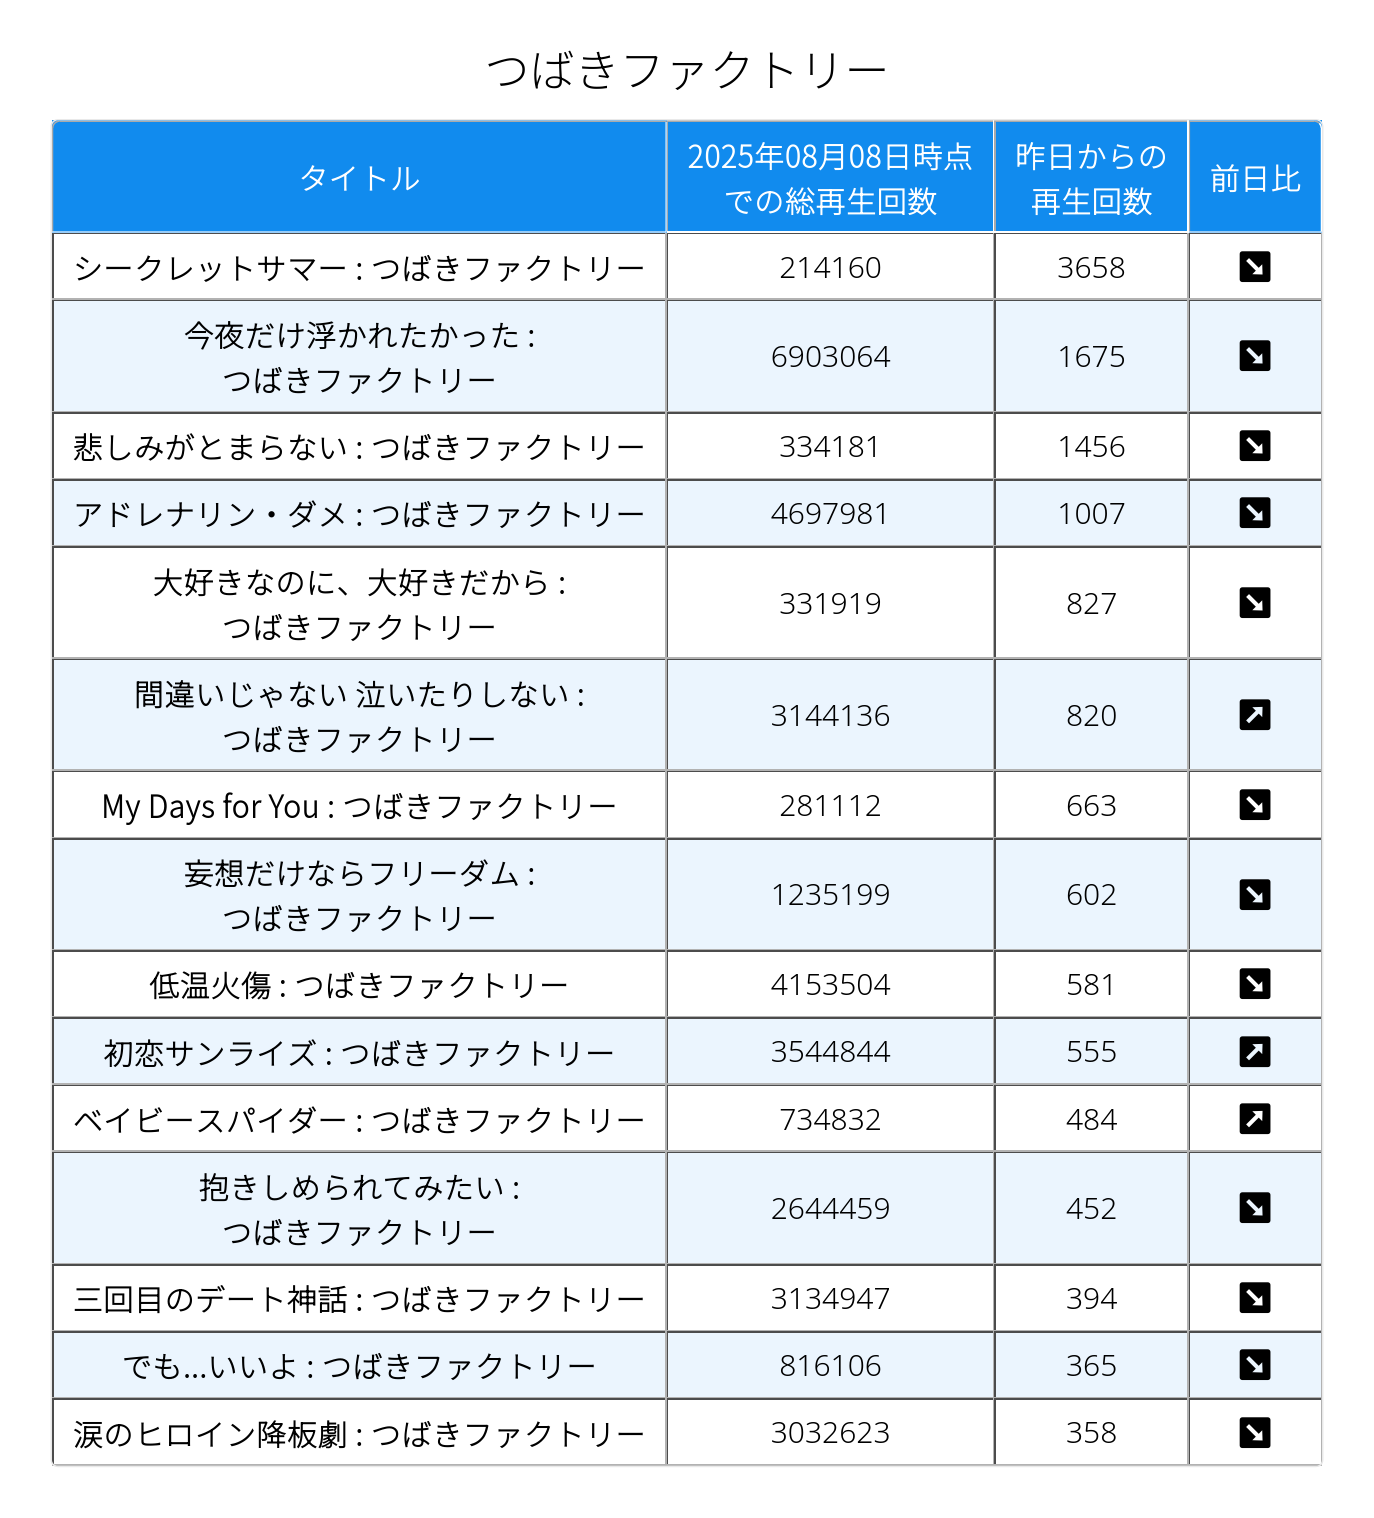 つばきファクトリー
タイトル
2025年08月08日時点
での総再生回数
昨日からの
再生回数
前日比
シークレットサマー : つばきファクトリー
214160
3658
今夜だけ浮かれたかった :
つばきファクトリー
6903064
1675
悲しみがとまらない : つばきファクトリー
334181
1456
アドレナリン・ダメ : つばきファクトリー
4697981
1007
大好きなのに、大好きだから :
つばきファクトリー
331919
827
間違いじゃない 泣いたりしない :
つばきファクトリー
3144136
820
My Days for You : つばきファクトリー
281112
663
妄想だけならフリーダム :
つばきファクトリー
1235199
602
低温火傷 : つばきファクトリー
4153504
581
初恋サンライズ : つばきファクトリー
3544844
555
ベイビースパイダー : つばきファクトリー
734832
484
抱きしめられてみたい :
つばきファクトリー
2644459
452
三回目のデート神話 : つばきファクトリー
3134947
394
でも...いいよ : つばきファクトリー
816106
365
涙のヒロイン降板劇 : つばきファクトリー
3032623
358